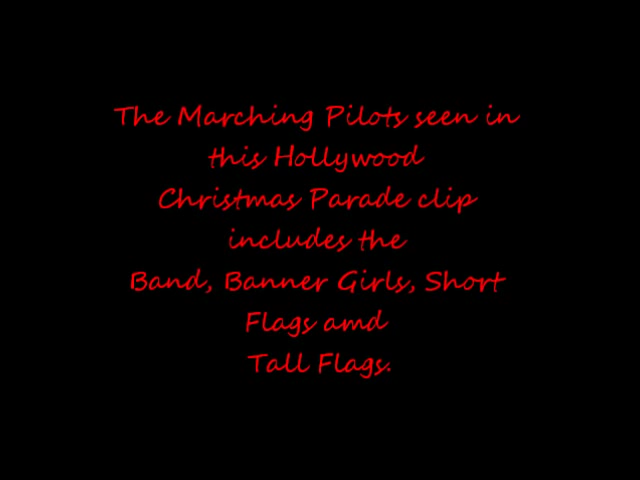 The Marching Pilots seen in
this Hollywood
Christmas Parade clip
includes the
Band, Banner Girls, Short
Flags amd
Tall Flags.